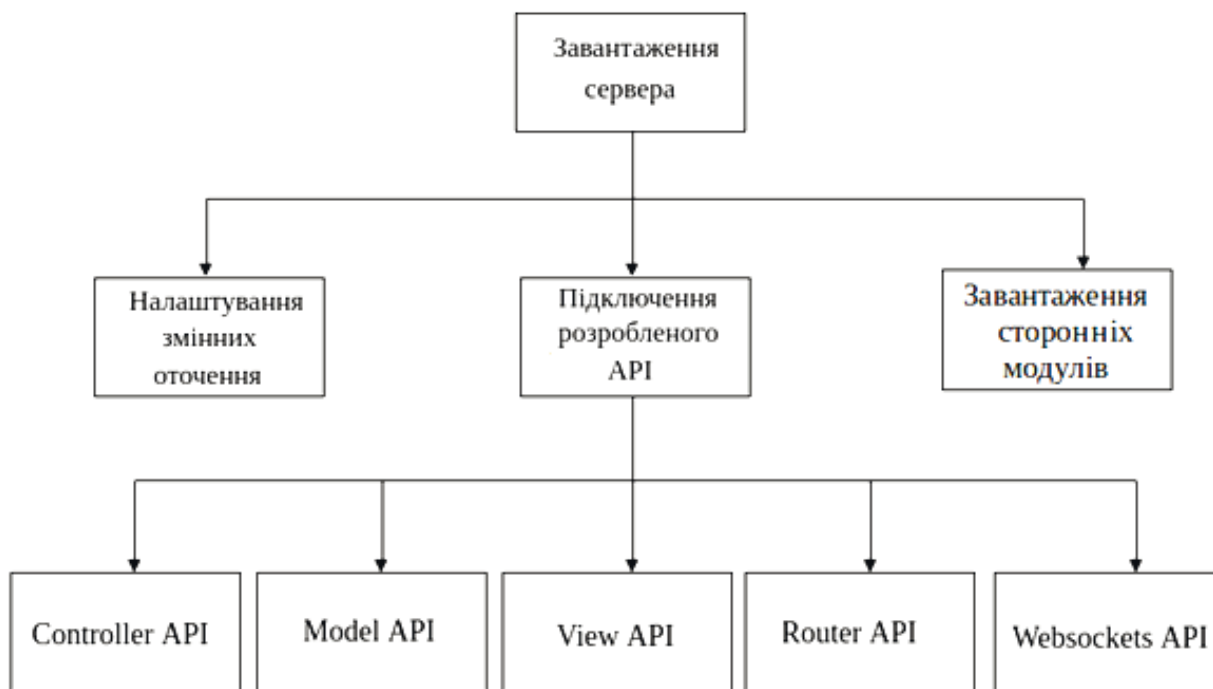 Завантаження
сервера
Налаштування
змінних
оточення
Підключення
розробленого
API
Завантаження
сторонніх
модулів
Controller API
Model API
View API
Router API
Websockets API